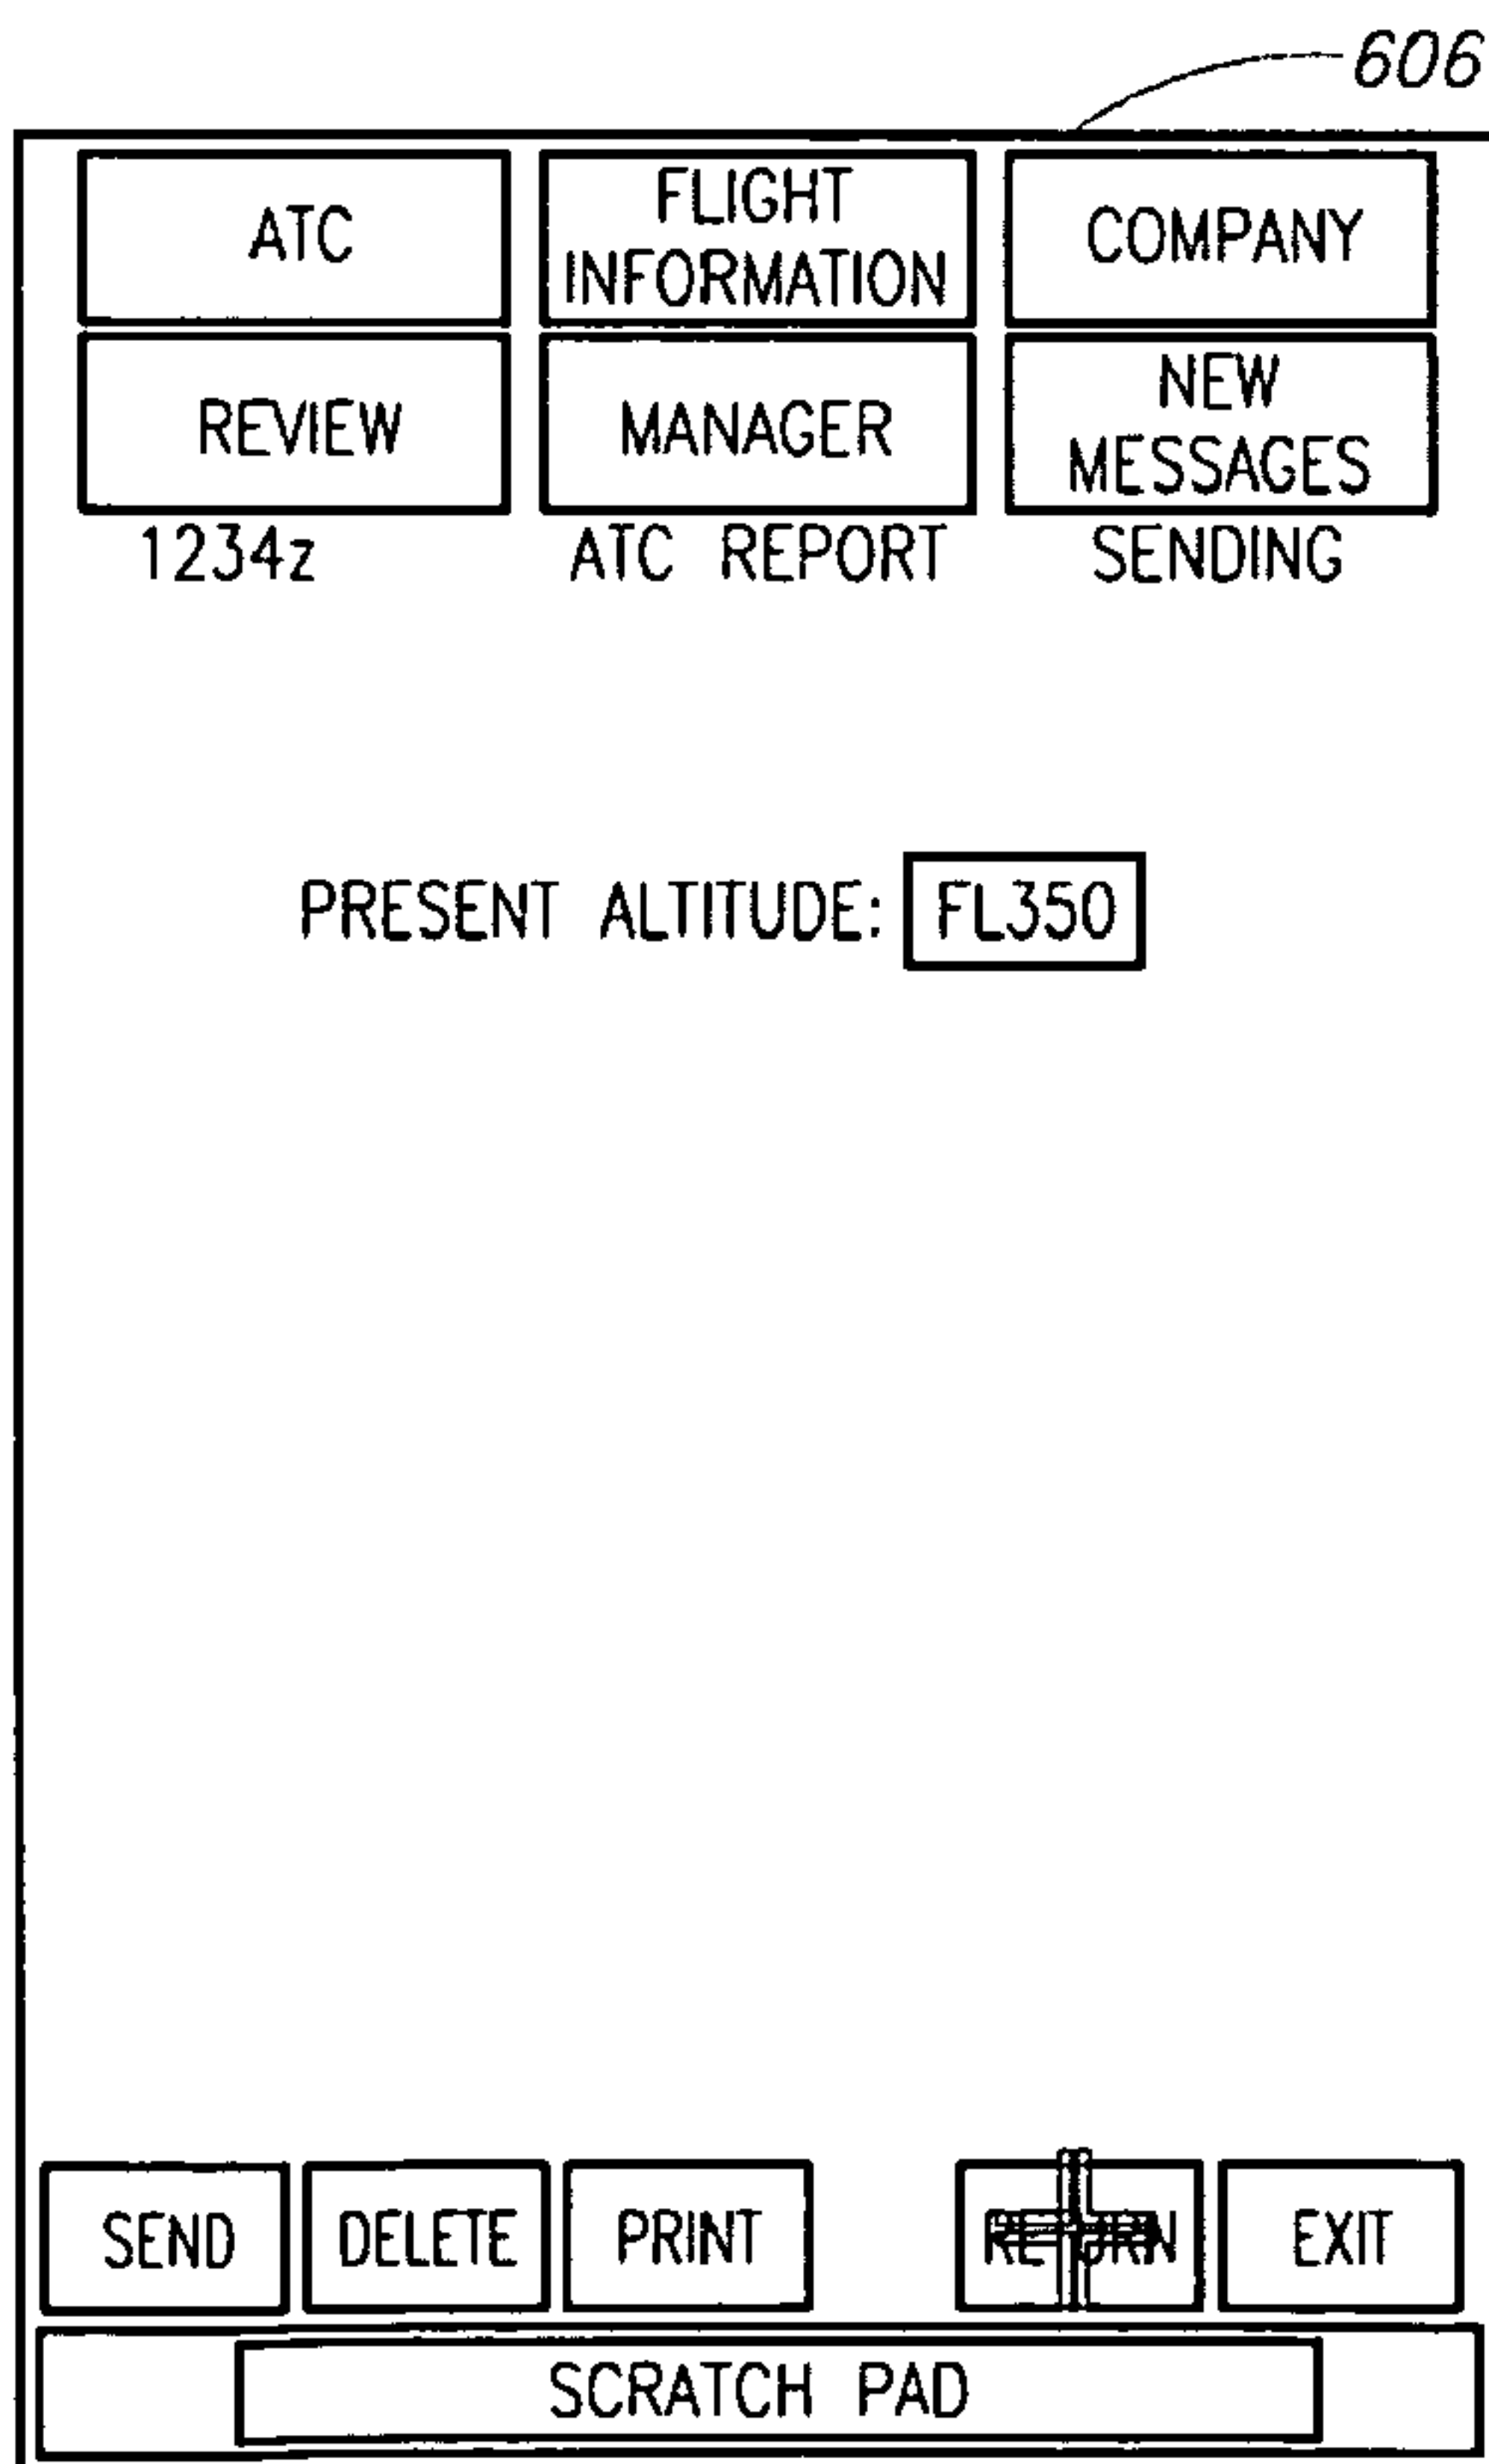 606
ATC
FLIGHT
INFORMATION
COMPANY
REVIEW
MANAGER
NEW
MESSAGES
1234z
ATC REPORT
SENDING
PRESENT ALTITUDE: FL350
SEND
DELETE
PRINT
RETURN
EXIT
SCRATCH PAD